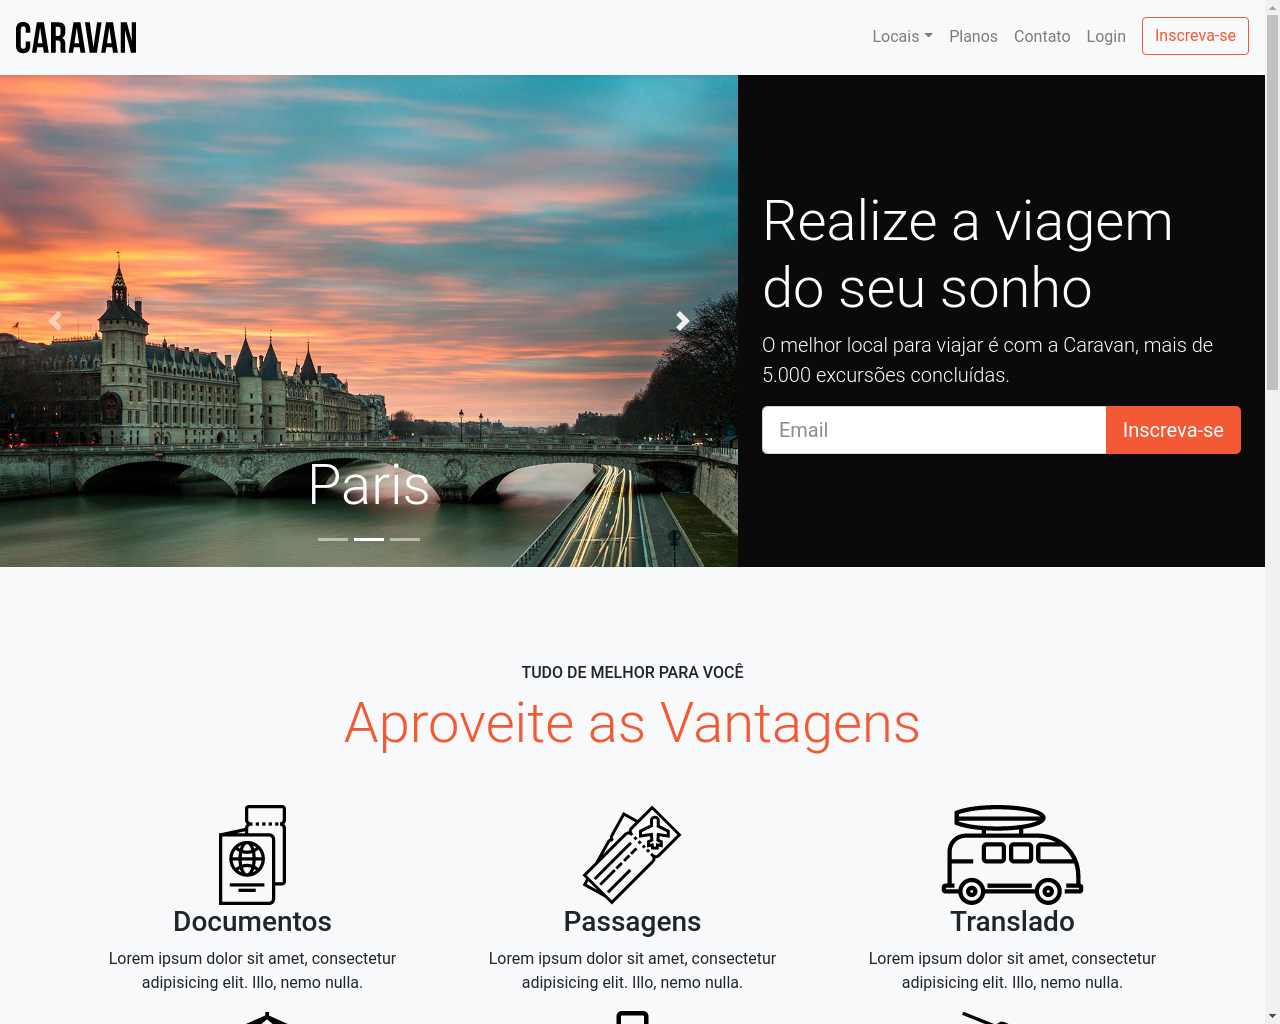 CARAVAN
Locais
Planos
Contato
Login
Inscreva-se
Paris
Realize a viagem
do seu sonho
O melhor local para viajar é com a Caravan, mais de
5.000 excursões concluídas.
Email
Inscreva-se
TUDO DE MELHOR PARA VOCÊ
Aproveite as Vantagens
Documentos
Lorem ipsum dolor sit amet, consectetur
adipisicing elit. Illo, nemo nulla.
Passagens
Lorem ipsum dolor sit amet, consectetur
adipisicing elit. Illo, nemo nulla.
Translado
Lorem ipsum dolor sit amet, consectetur
adipisicing elit. Illo, nemo nulla.